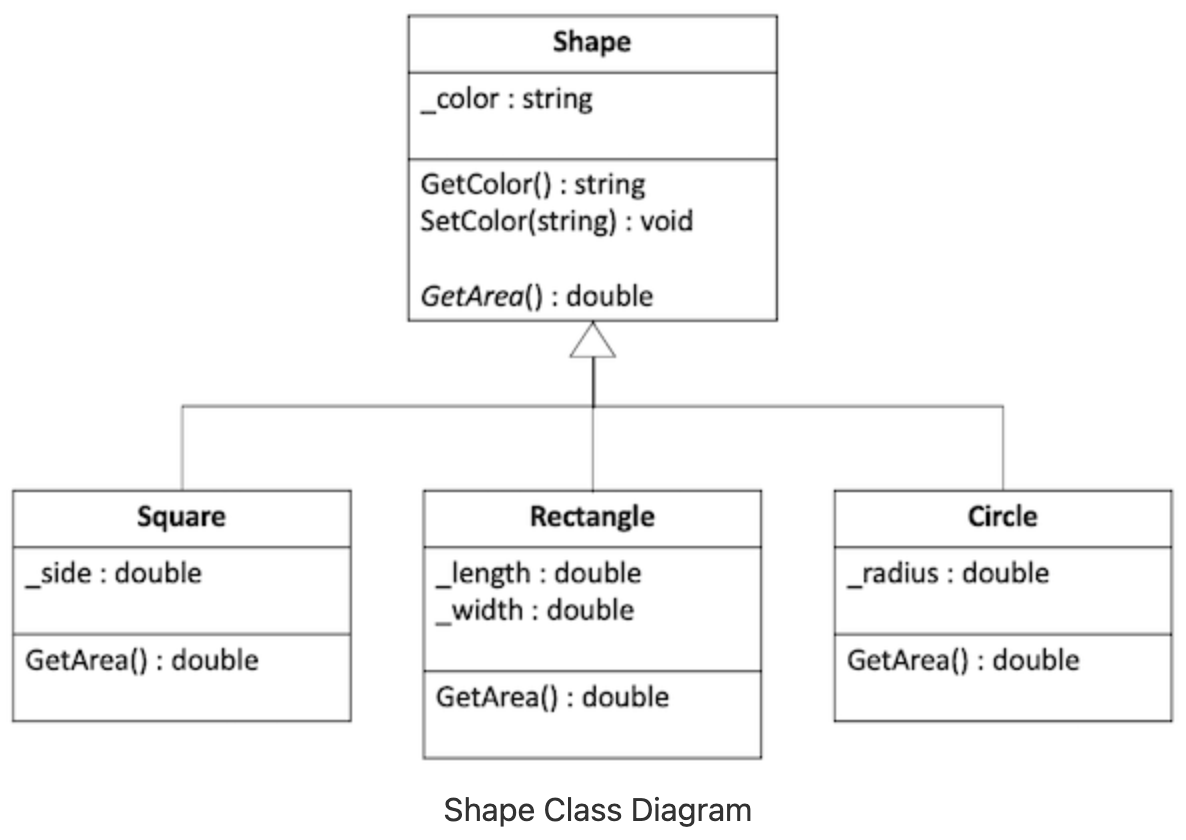 Shape
_color : string
GetColor() : string
SetColor(string) : void
GetArea() : double
Square
_side : double
GetArea() : double
Rectangle
_length : double
_width : double
GetArea() : double
Circle
_radius : double
GetArea() : double
Shape Class Diagram